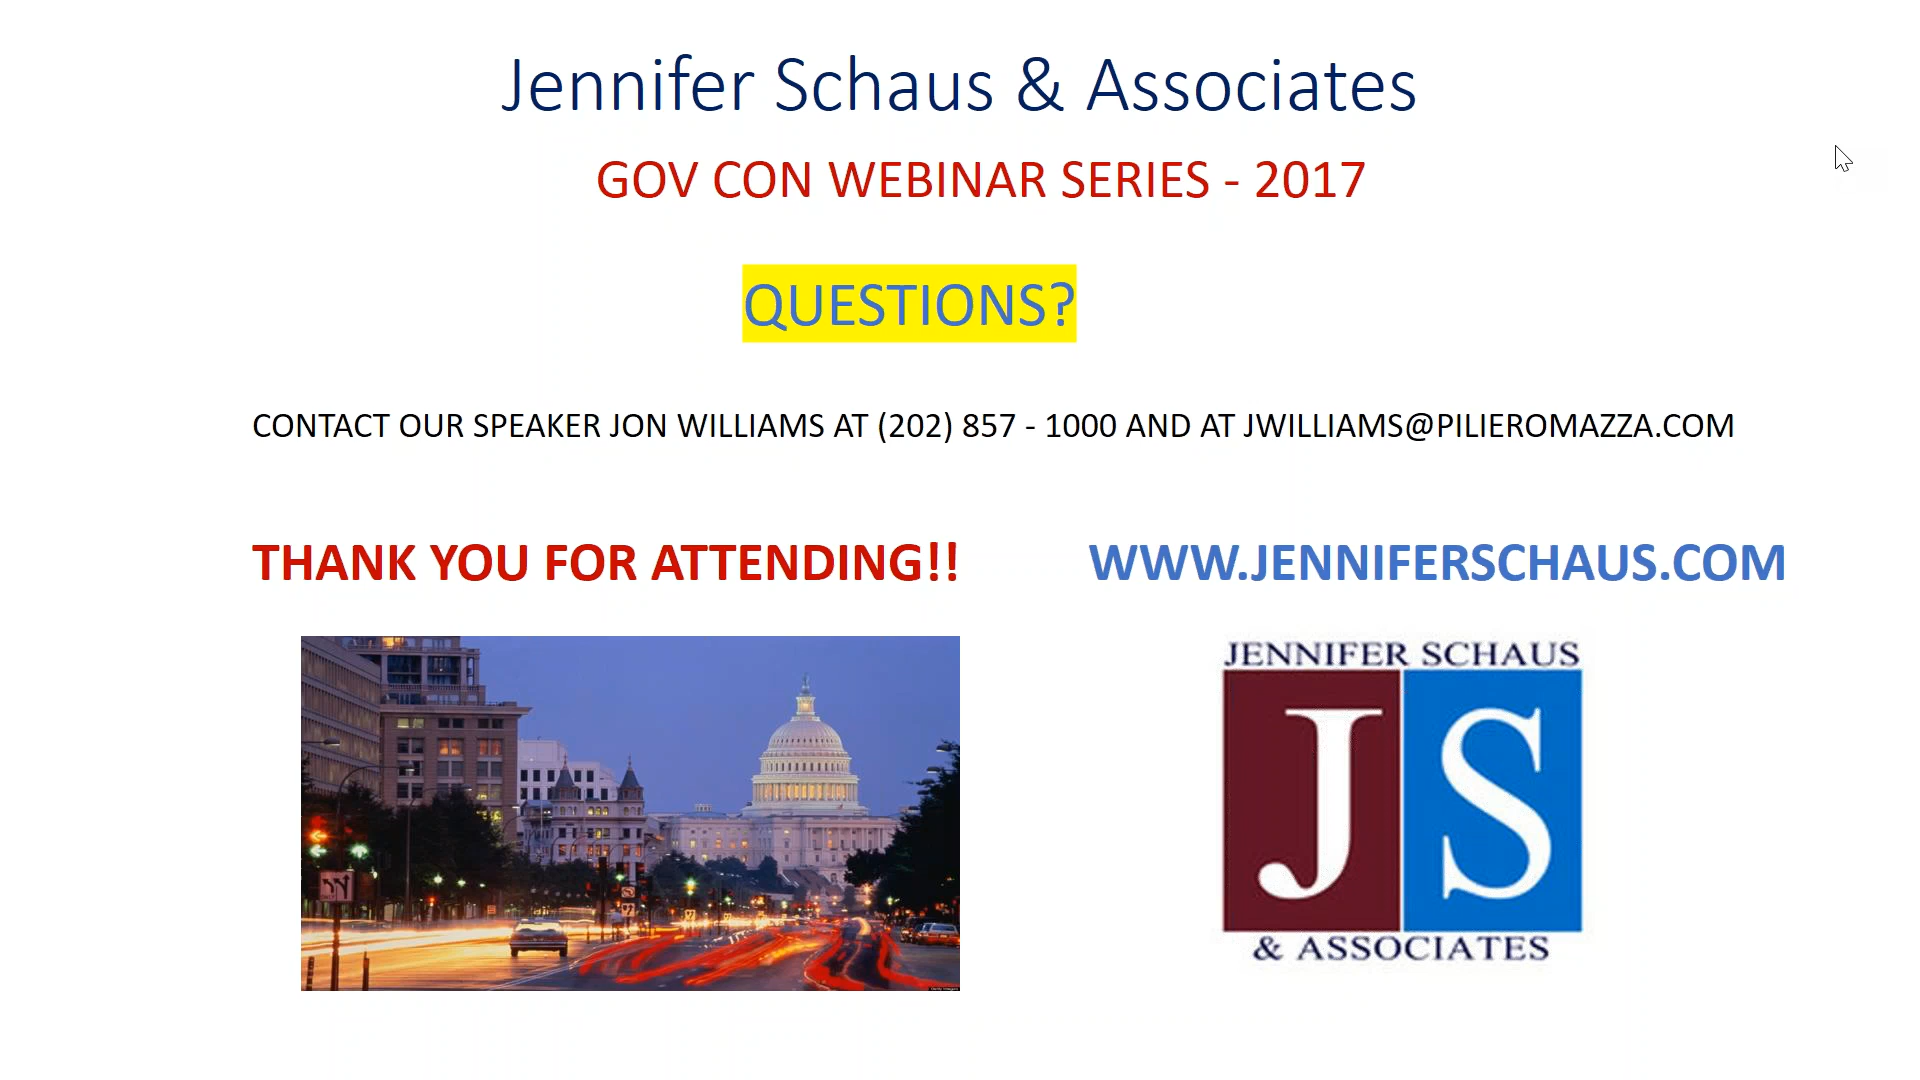 Jennifer Schaus & Associates
GOV CON WEBINAR SERIES - 2017
QUESTIONS?
CONTACT OUR SPEAKER JON WILLIAMS AT (202) 857 - 1000 AND AT JWILLIAMS@PILIEROMAZZA.COM
THANK YOU FOR ATTENDING!!
WWW.JENNIFERSCHAUS.COM
JENNIFER SCHAUS
JS
& ASSOCIATES